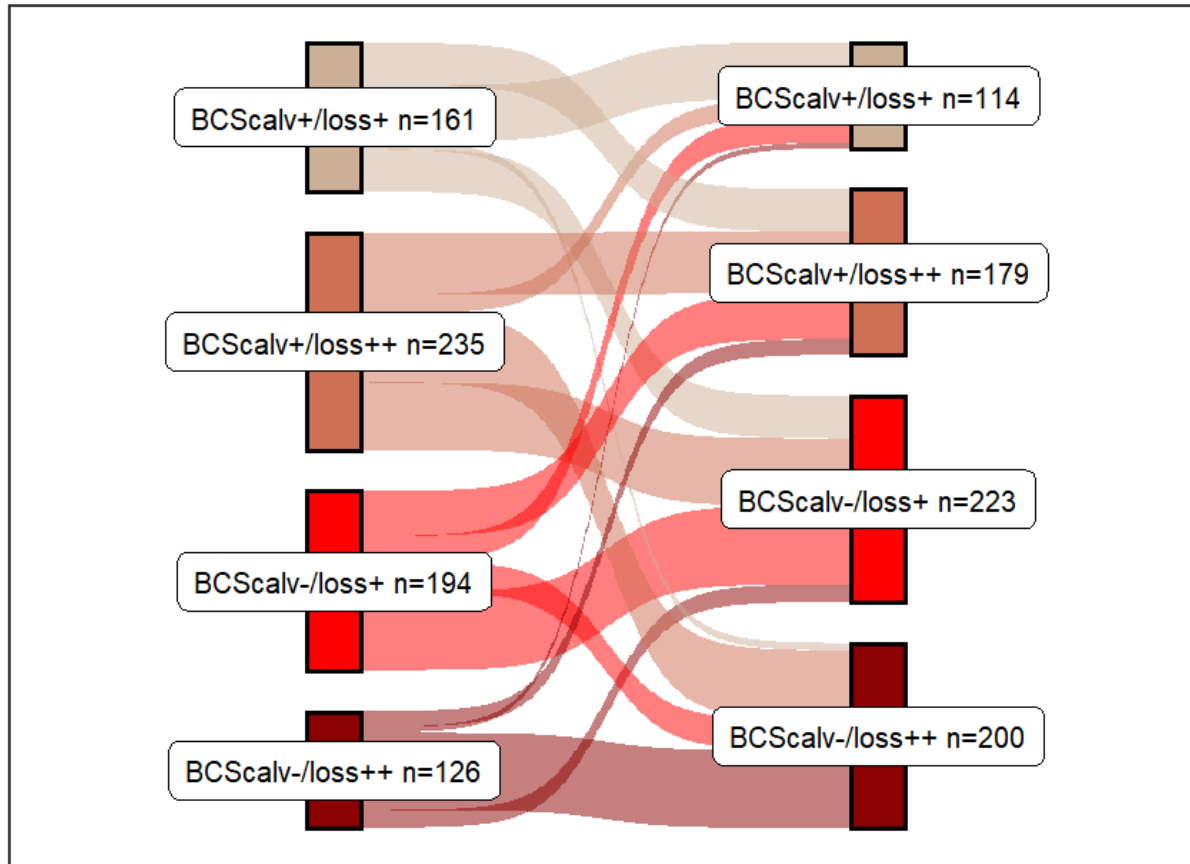 BCScalv+/loss+ n=161
BCScalv+/loss++ n=235
BCScalv-/loss+ n=194
BCScalv-/loss++ n=126
BCScalv+/loss+ n=114
BCScalv+/loss++ n=179
BCScalv-/loss+ n=223
BCScalv-/loss++ n=200